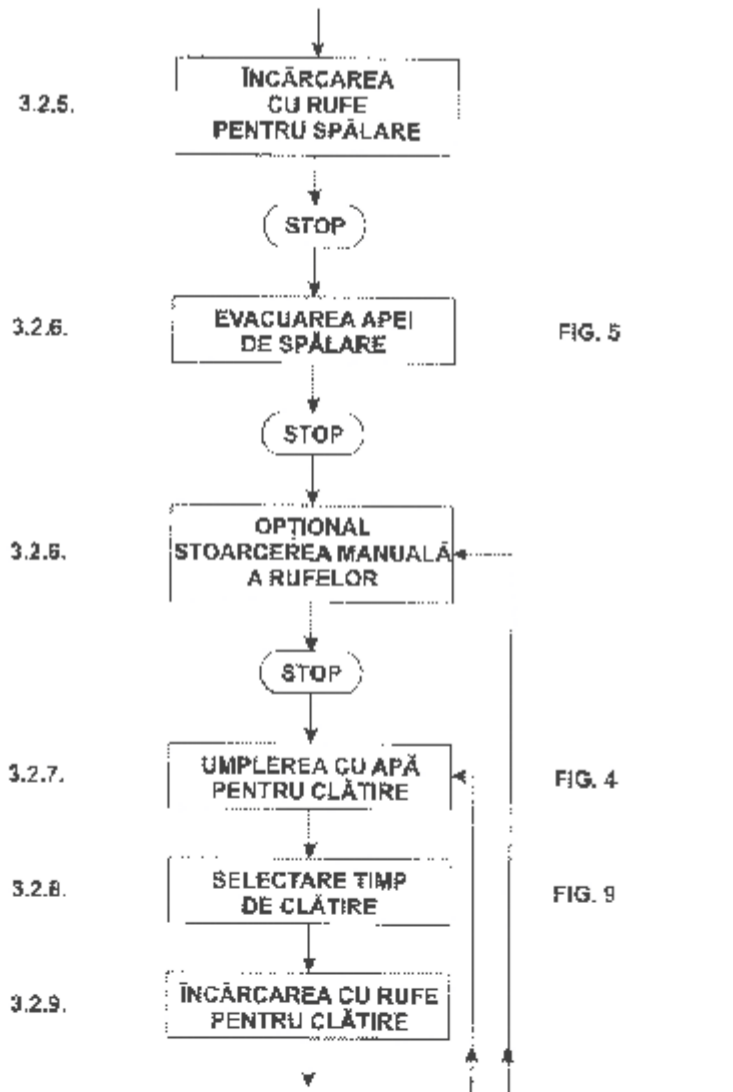 3.2.5.
ÎNCĂRCAREA
CU RUFE
PENTRU SPĂLARE
STOP
3.2.6.
EVACUAREA APEI
DE SPĂLARE
FIG. 5
STOP
3.2.6.
OPȚIONAL
STOARCEREA MANUALĂ
A RUFELOR
STOP
3.2.7.
UMPLEREA CU APĂ
PENTRU CLĂTIRE
FIG. 4
3.2.8.
SELECTARE TIMP
DE CLĂTIRE
FIG. 9
3.2.9.
ÎNCĂRCAREA CU RUFE
PENTRU CLĂTIRE